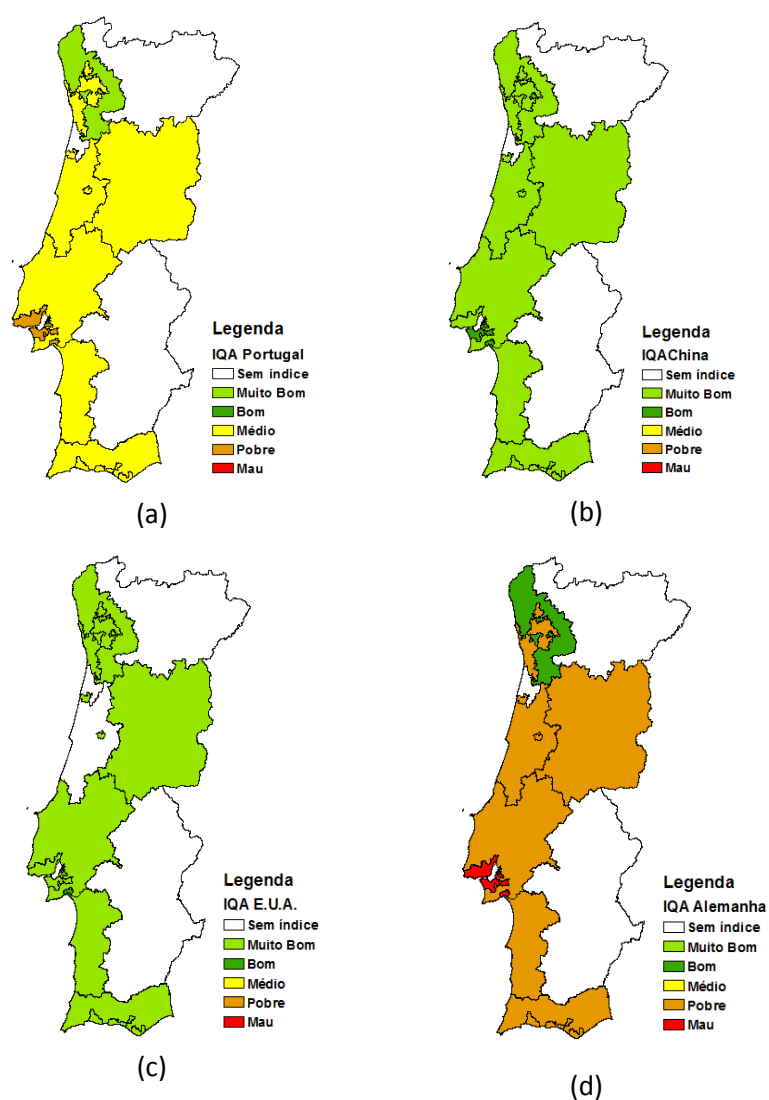 Legenda
IQA Portugal
Sem índice
Muito Bom
Bom
Médio
Pobre
Mau
(a)
Legenda
IQAChina
Sem índice
Muito Bom
Bom
Médio
Pobre
Mau
(b)
Legenda
IQA E.U.A.
Sem índice
Muito Bom
Bom
Médio
Pobre
Mau
(c)
Legenda
IQA Alemanha
Sem índice
Muito Bom
Bom
Médio
Pobre
Mau
(d)